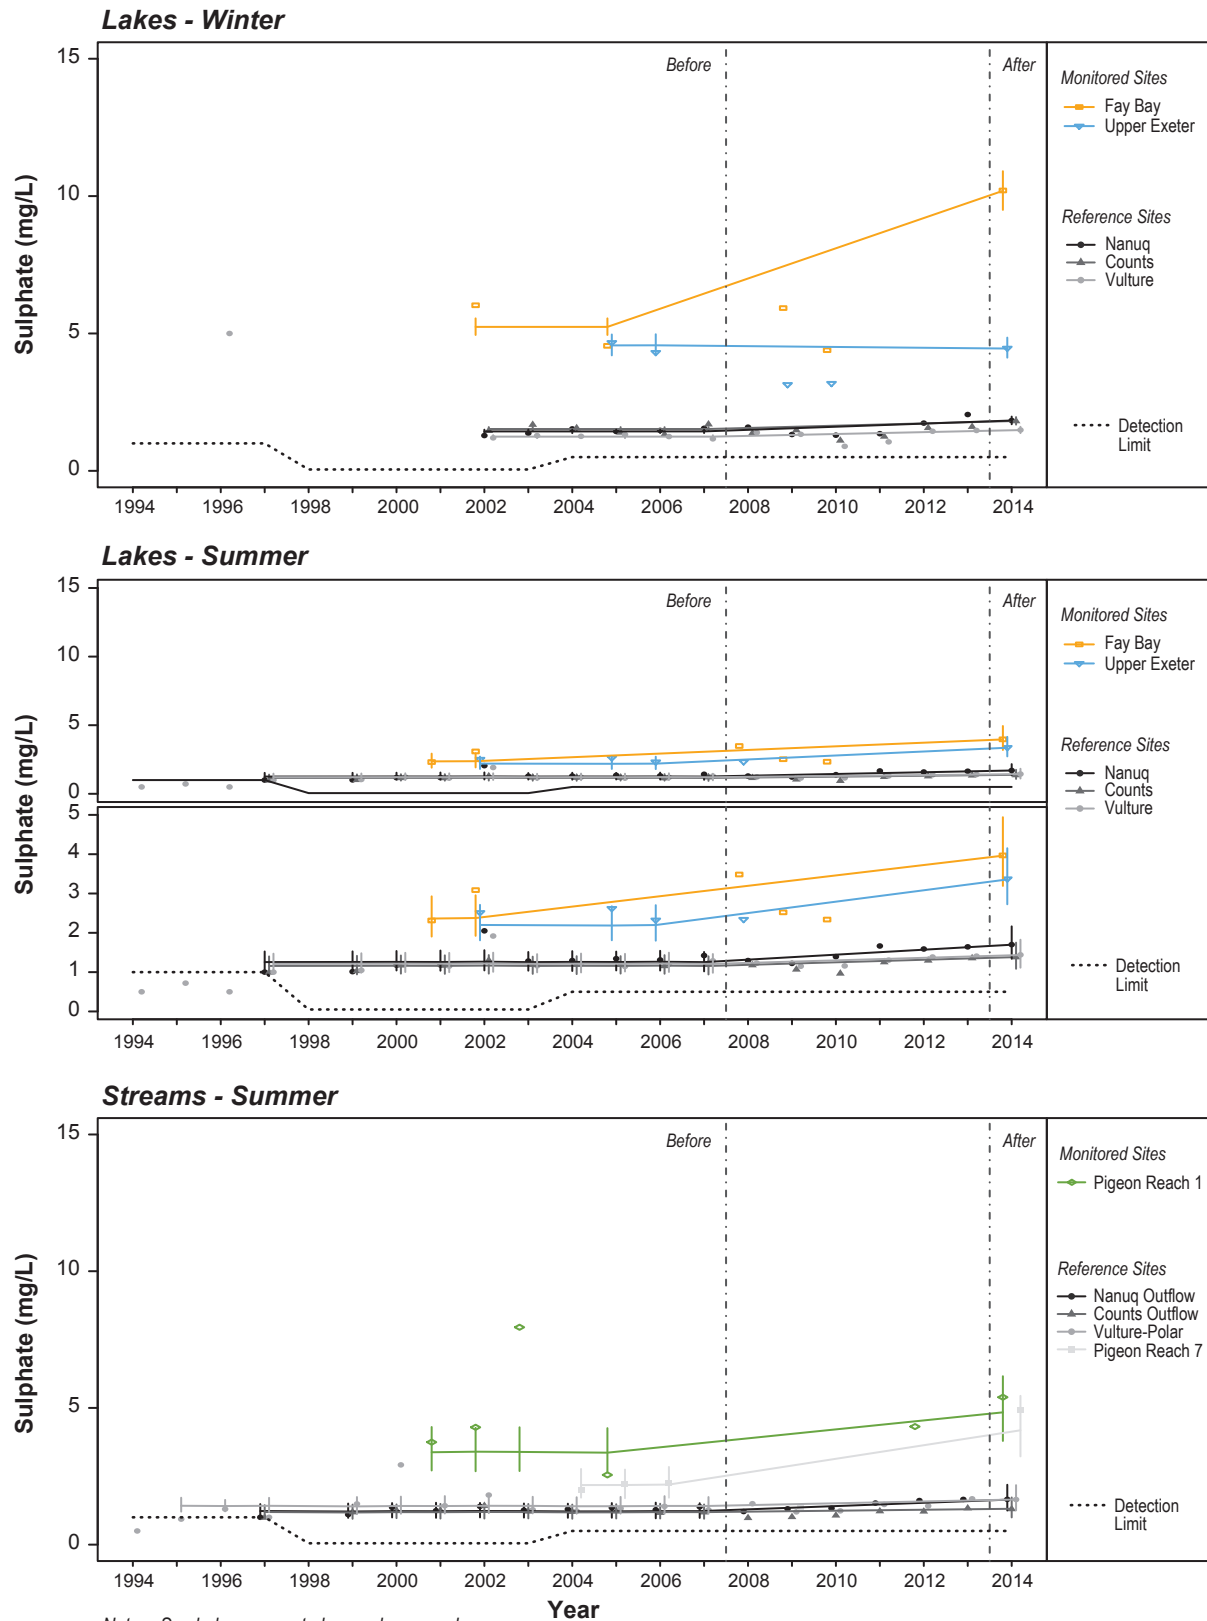 Lakes - Winter
15
10
5
0
Sulphate (mg/L)
Before
After
1994 1996 1998 2000 2002 2004 2006 2008 2010 2012 2014
Monitored Sites
Fay Bay
Upper Exeter
Reference Sites
Nanuq
Counts
Vulture
Detection
Limit
Lakes - Summer
15
10
5
0
Sulphate (mg/L)
Before
After
5
4
3
2
1
0
Sulphate (mg/L)
1994 1996 1998 2000 2002 2004 2006 2008 2010 2012 2014
Monitored Sites
Fay Bay
Upper Exeter
Reference Sites
Nanuq
Counts
Vulture
Detection
Limit
Streams - Summer
15
10
5
0
Sulphate (mg/L)
Before
After
1994 1996 1998 2000 2002 2004 2006 2008 2010 2012 2014
Year
Monitored Sites
Pigeon Reach 1
Reference Sites
Nanuq Outflow
Counts Outflow
Vulture-Polar
Pigeon Reach 7
Detection
Limit